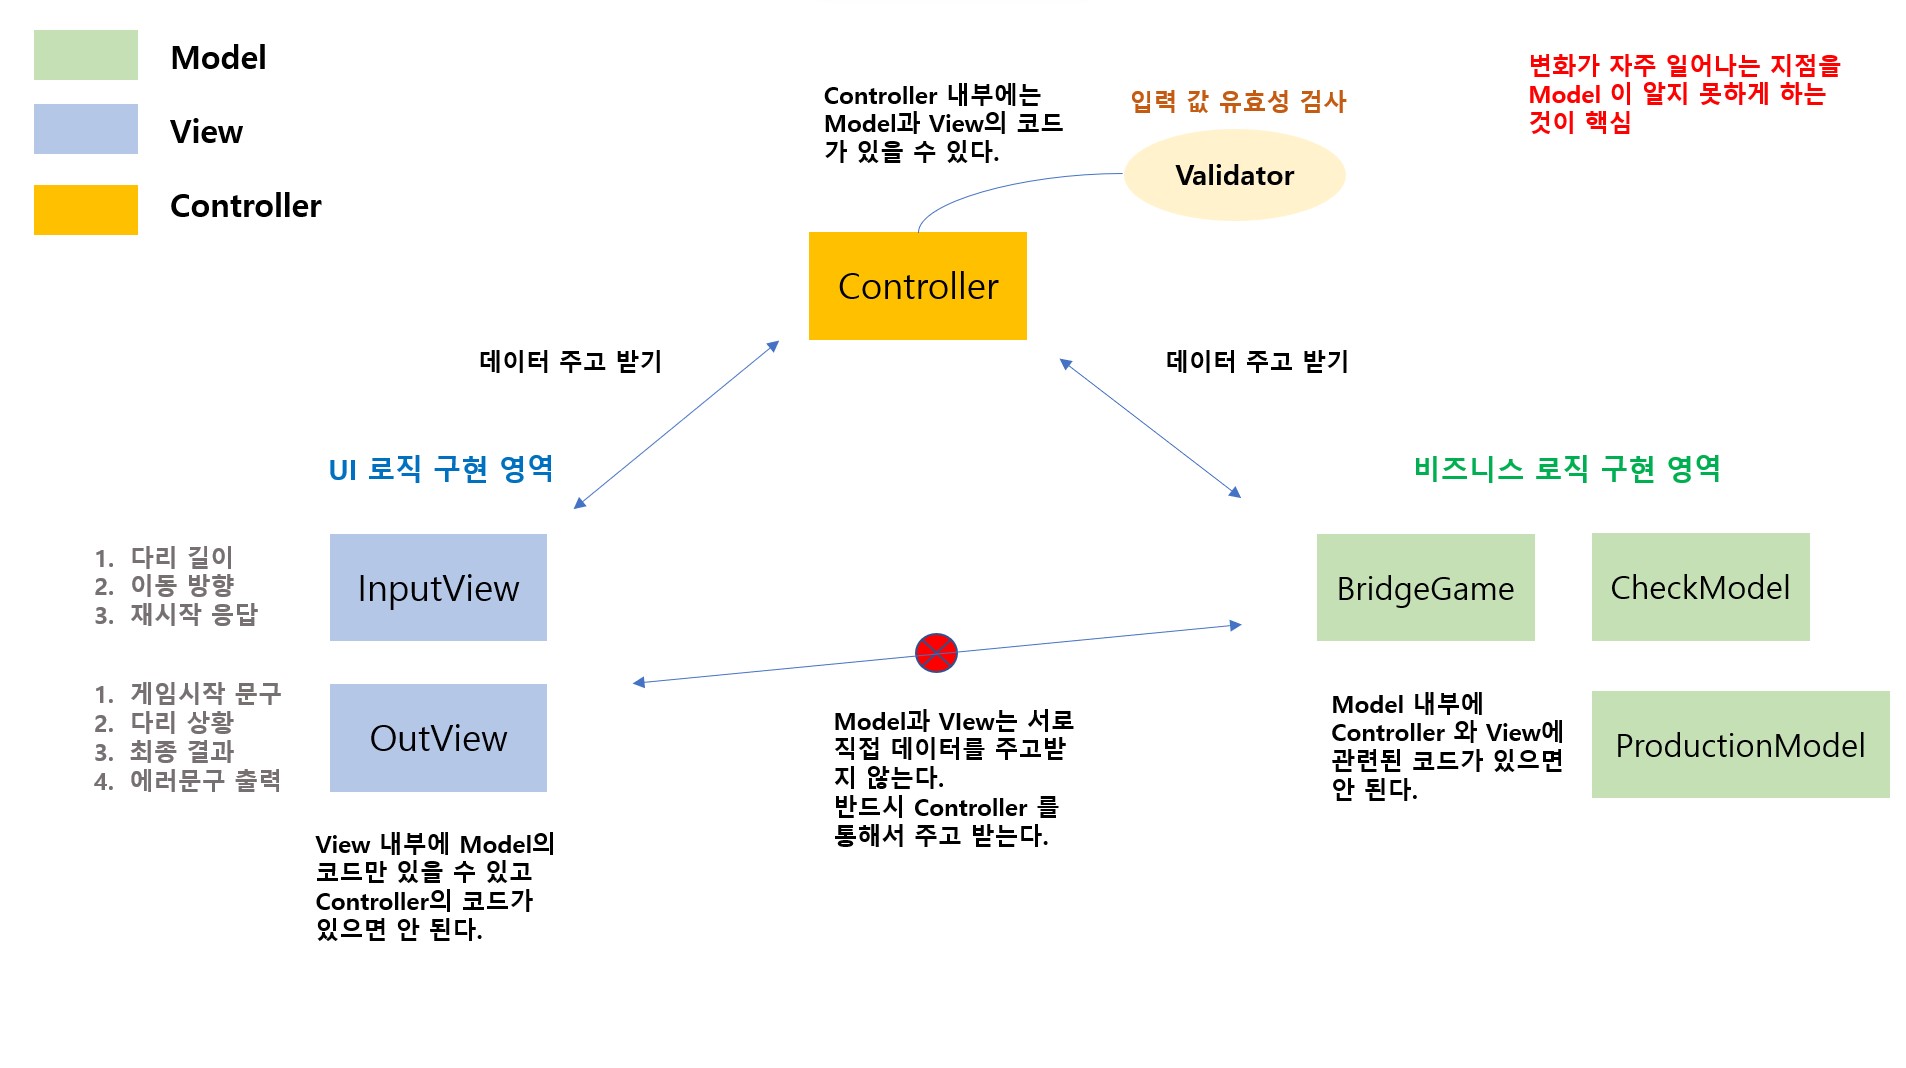 Model
View
Controller
Controller 내부에는
Model과 View의 코드
가 있을 수 있다.
입력 값 유효성 검사
Validator
변화가 자주 일어나는 지점을
Model 이 알지 못하게 하는
것이 핵심
Controller
데이터 주고 받기
데이터 주고 받기
UI 로직 구현 영역
비즈니스 로직 구현 영역
1. 다리 길이
2. 이동 방향
3. 재시작 응답
InputView
BridgeGame
CheckModel
1. 게임시작 문구
2. 다리 상황
3. 최종 결과
4. 에러문구 출력
OutView
Model과 VIew는 서로
직접 데이터를 주고받
지 않는다.
반드시 Controller 를
통해서 주고 받는다.
Model 내부에
Controller 와 View에
관련된 코드가 있으면
안 된다.
ProductionModel
View 내부에 Model의
코드만 있을 수 있고
Controller의 코드가
있으면 안 된다.